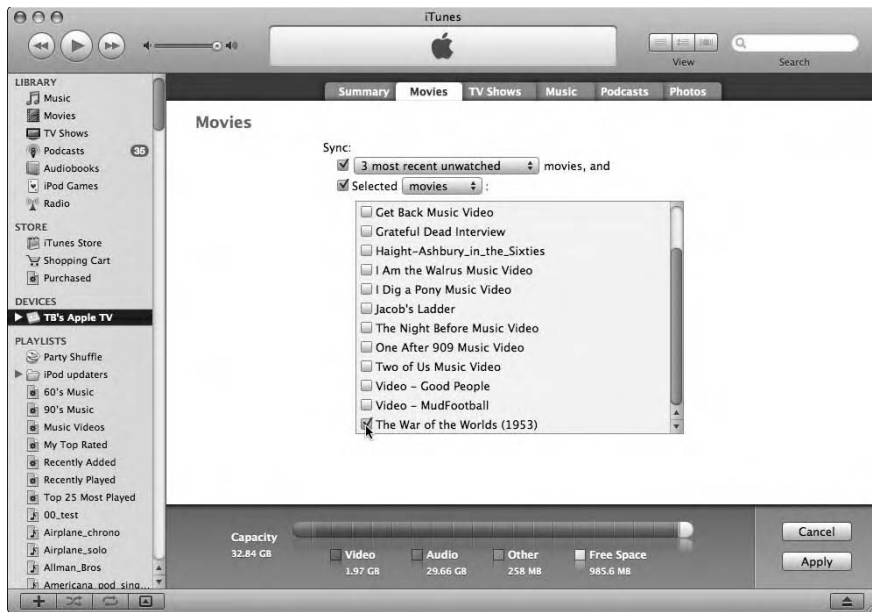 iTunes
View
Search
LIBRARY
Music
Movies
TV Shows
Podcasts 35
Audiobooks
iPod Games
Radio
STORE
iTunes Store
Shopping Cart
Purchased
DEVICES
TB's Apple TV
PLAYLISTS
Party Shuffle
iPod updaters
60's Music
90's Music
Music Videos
My Top Rated
Recently Added
Recently Played
Top 25 Most Played
00_test
Airplane_chrono
Airplane_solo
Allman_Bros
Americana pod sing...
Summary Movies TV Shows Music Podcasts Photos
Movies
Sync:
3 most recent unwatched movies, and
Selected movies :
Get Back Music Video
Grateful Dead Interview
Haight-Ashbury_in_the_Sixties
I Am the Walrus Music Video
I Dig a Pony Music Video
Jacob's Ladder
The Night Before Music Video
One After 909 Music Video
Two of Us Music Video
Video - Good People
Video - MudFootball
The War of the Worlds (1953)
Capacity
32.84 GB
Video
1.97 GB
Audio
29.66 GB
Other
258 MB
Free Space
985.6 MB
Cancel
Apply